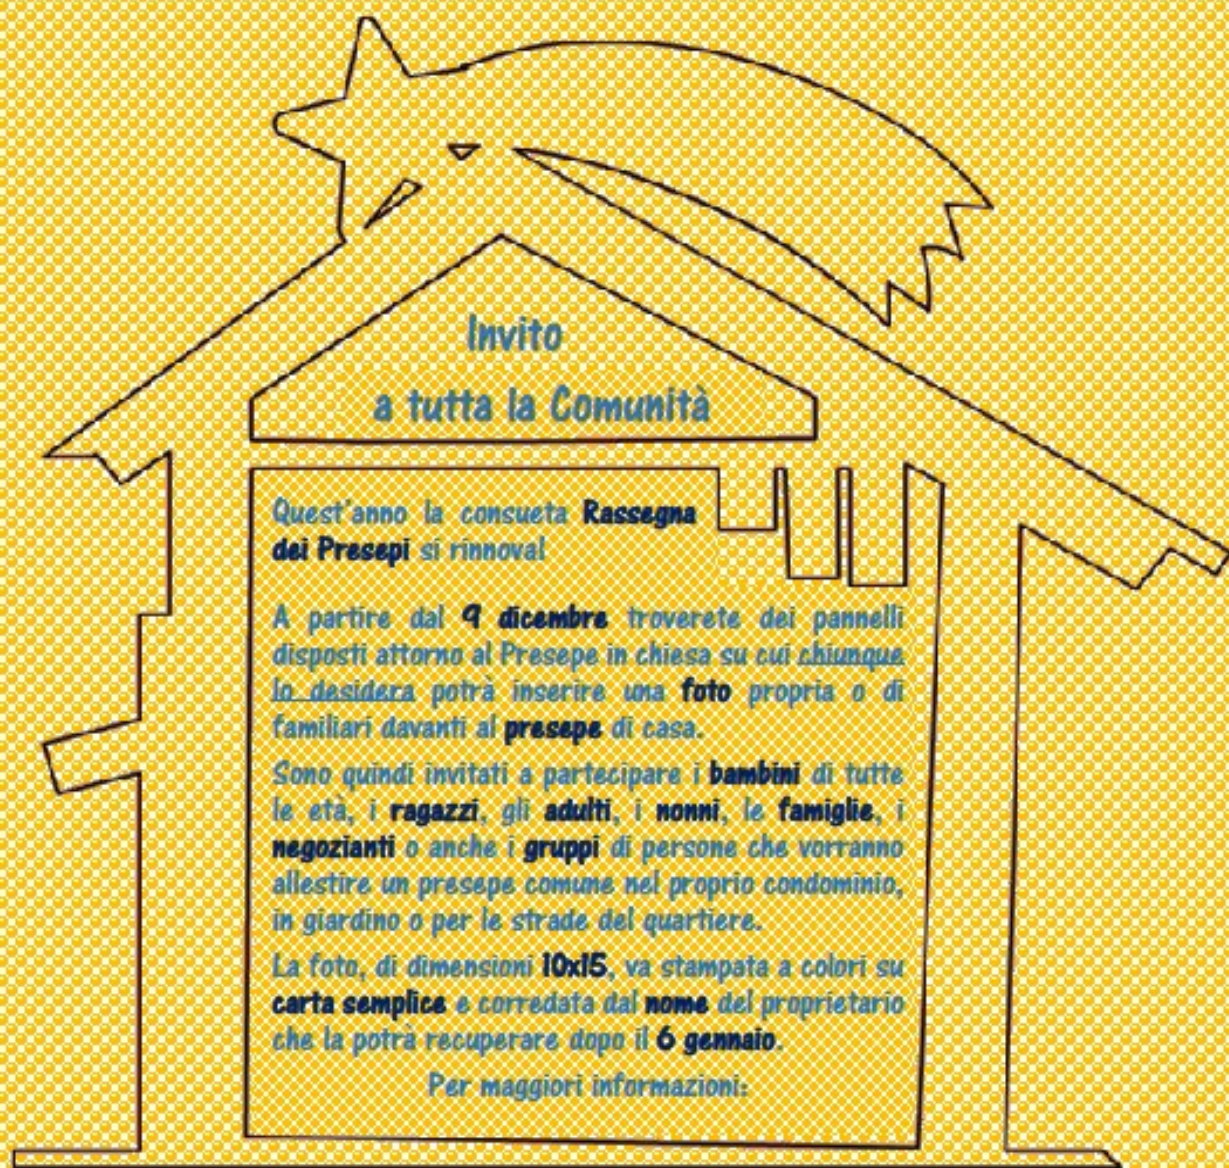 Invito
a tutta la Comunità
Quest'anno la consueta Rassegna
dei Presepi si rinnova!
A partire dal 9 dicembre troverete dei pannelli
disposti attorno al Presepe in chiesa su cui chiunque
lo desidera potrà inserire una foto propria o di
familiari davanti al presepe di casa.
Sono quindi invitati a partecipare i bambini di tutte
le età, i ragazzi, gli adulti, i nonni, le famiglie, i
negozianti o anche i gruppi di persone che vorranno
allestire un presepe comune nel proprio condominio,
in giardino o per le strade del quartiere.
La foto, di dimensioni 10x15, va stampata a colori su
carta semplice e corredata dal nome del proprietario
che la potrà recuperare dopo il 6 gennaio.
Per maggiori informazioni: